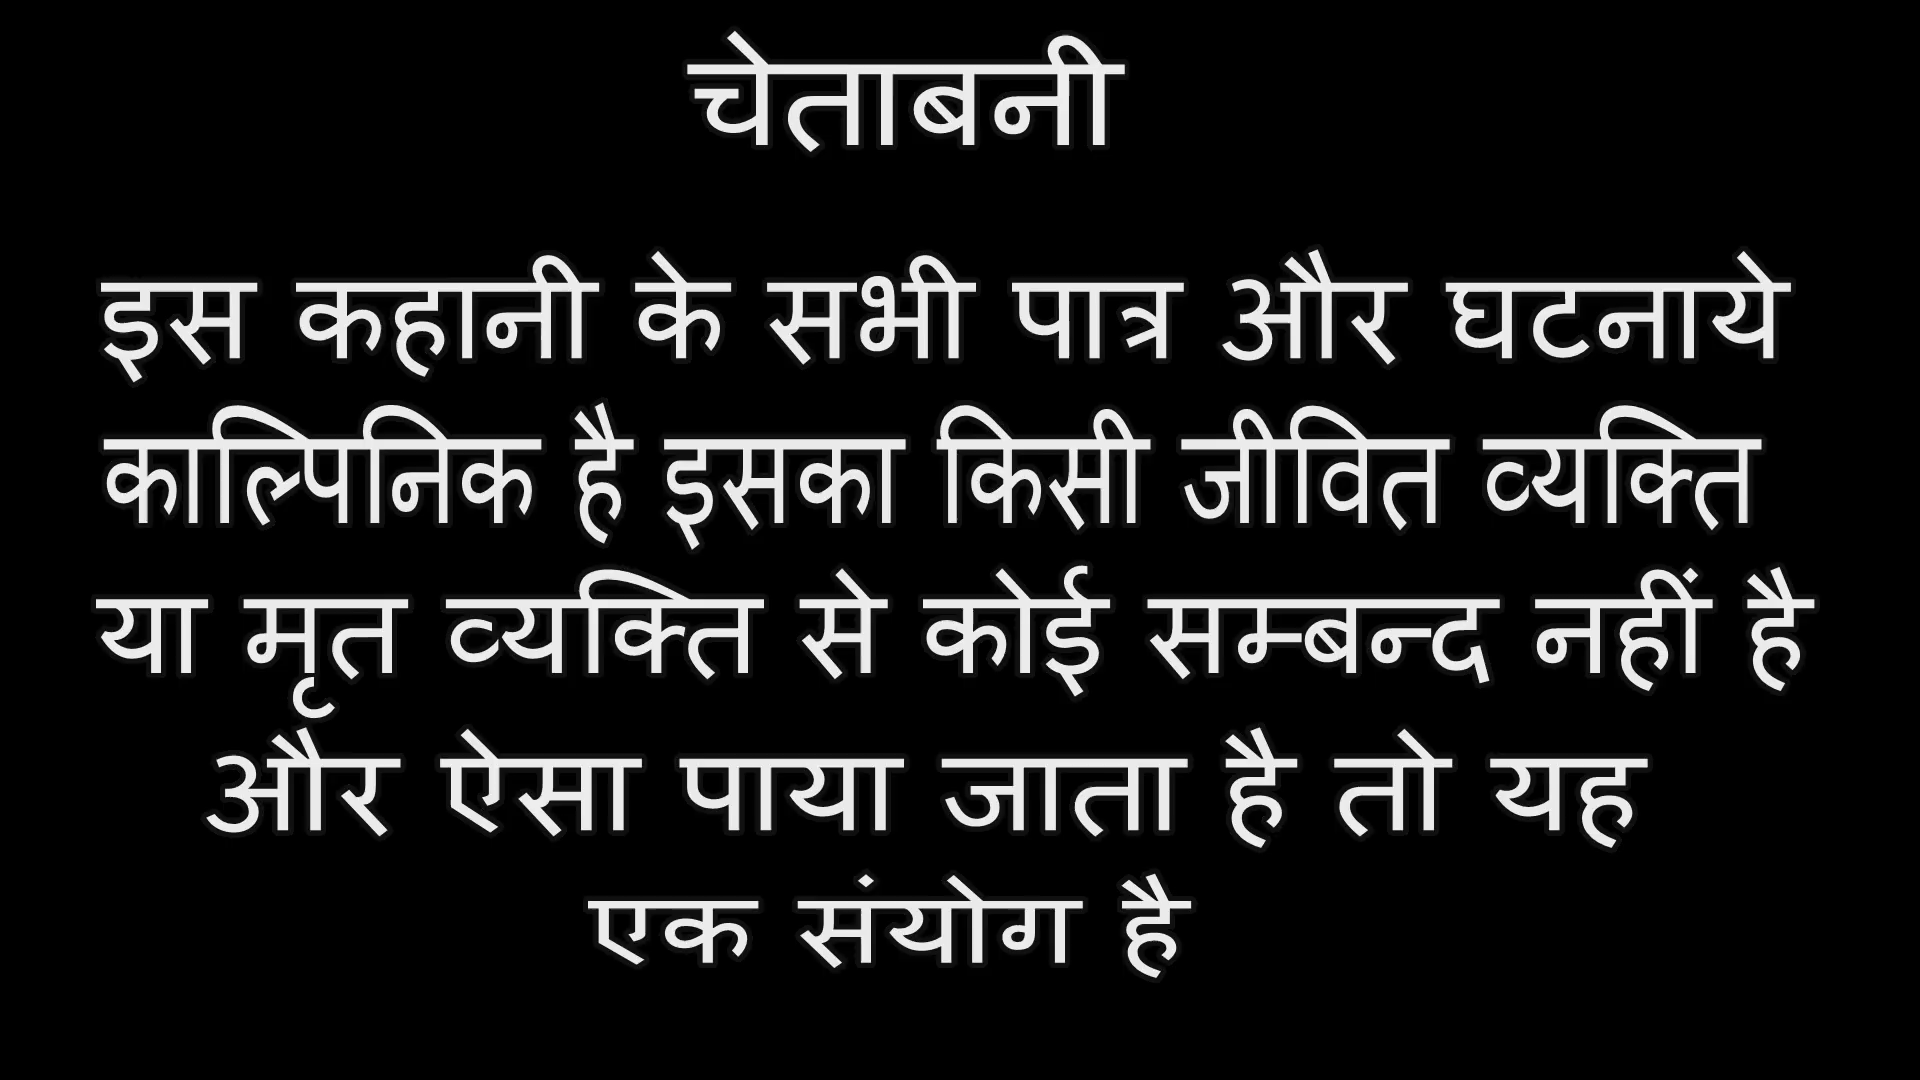 चेताबनी
इस कहानी के सभी पात्र और घटनाये
काल्पिनिक है इसका किसी जीवित व्यक्ति
या मृत व्यक्ति से कोई सम्बन्द नहीं है
और ऐसा पाया जाता है तो यह
एक संयोग है